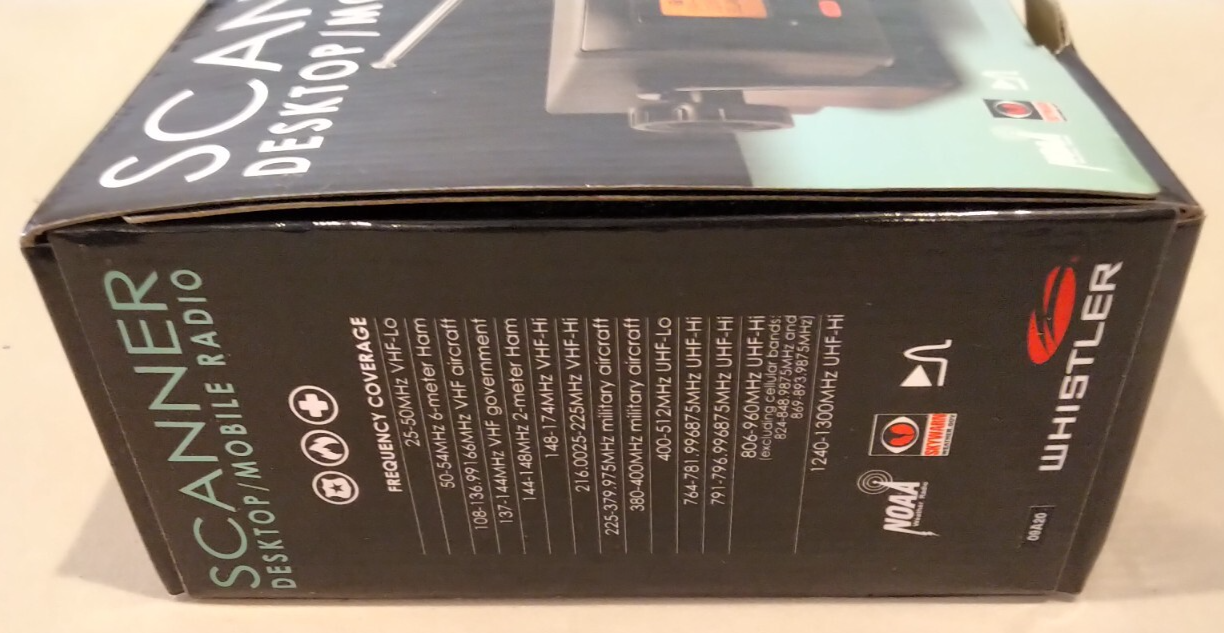 SCAN
DESKTOP/MO
SCANNER
DESKTOP/MOBILE RADIO
FREQUENCY COVERAGE
25-50MHz VHF-Lo
50-54MHz 6-meter Ham
108-136.99166MHz VHF aircraft
137-144MHz VHF government
144-148MHz 2-meter Ham
148-174MHz VHF-Hi
216.0025-225MHz VHF-Hi
225-379.975MHz military aircraft
380-400MHz military aircraft
400-512MHz UHF-Lo
764-781.996875MHz UHF-Hi
791-796.996875MHz UHF-Hi
806-960MHz UHF-Hi
(excluding cellular bands:
824-848.9875MHz and
869-893.9875MHz)
1240-1300MHz UHF-Hi
NOAA
Weather Radio
SKYWARN
WHISTLER
09A20